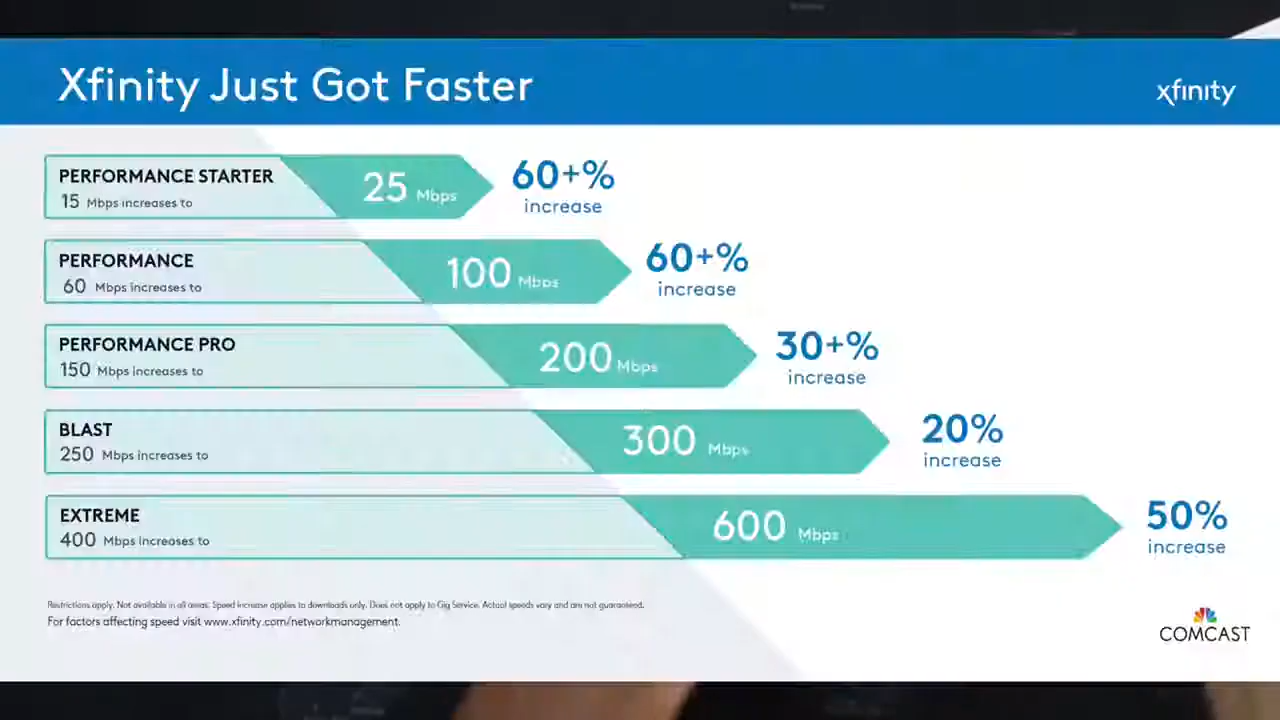 Xfinity Just Got Faster
xfinity
PERFORMANCE STARTER
15 Mbps increases to
25 Mbps
60+%
increase
PERFORMANCE
60 Mbps increases to
100 Mbps
60+%
increase
PERFORMANCE PRO
150 Mbps increases to
200 Mbps
30+%
increase
BLAST
250 Mbps increases to
300 Mbps
20%
increase
EXTREME
400 Mbps increases to
600 Mbps
50%
increase
Restrictions apply. Not available in all areas. Speed increase applies to downloads only. Does not apply to Gig Service. Actual speeds vary and are not guaranteed.
For factors affecting speed visit www.xfinity.com/networkmanagement.
COMCAST